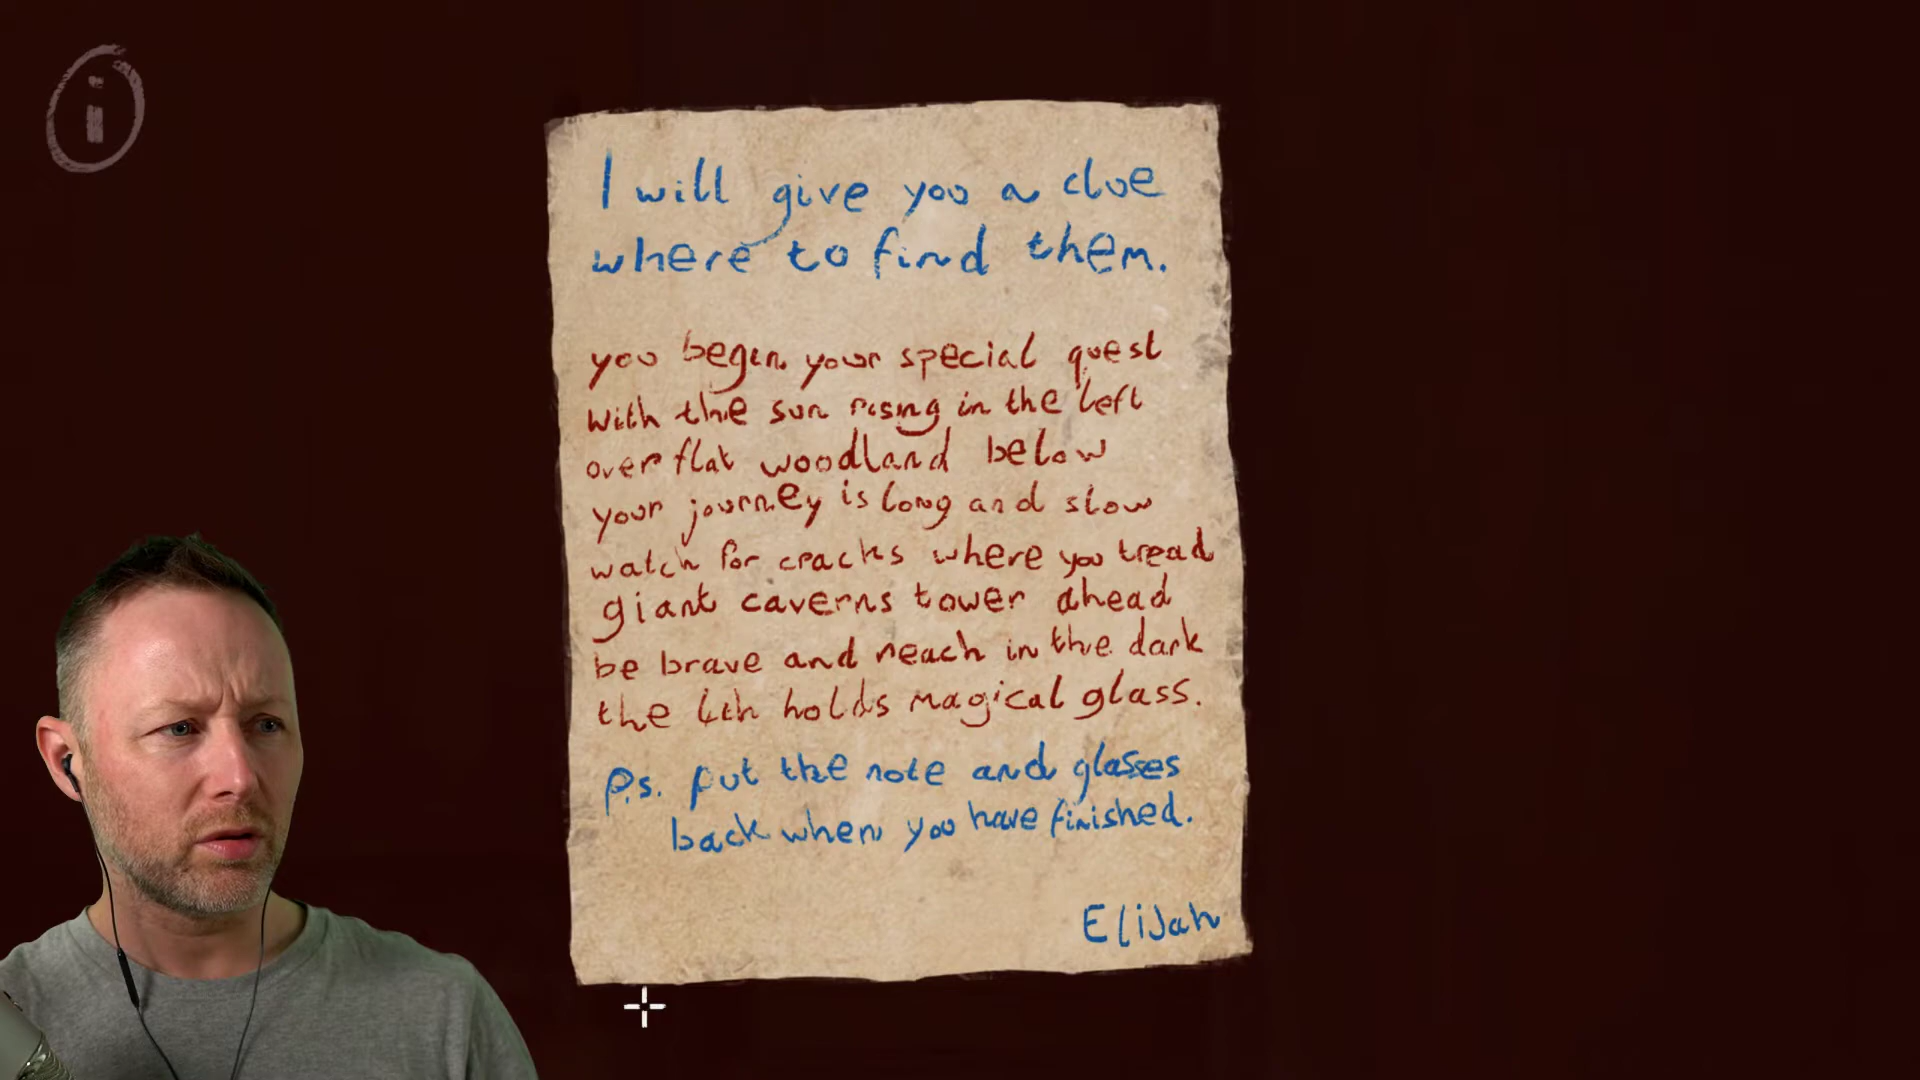 i
I will give you a clue
where to find them.
you begin your special quest
with the sun rising in the left
over flat woodland below
your journey is long and slow
watch for cracks where you tread
giant caverns tower ahead
be brave and reach in the dark
the 4th holds magical glass.
P.s. put the note and glasses
back when you have finished.
Elijah